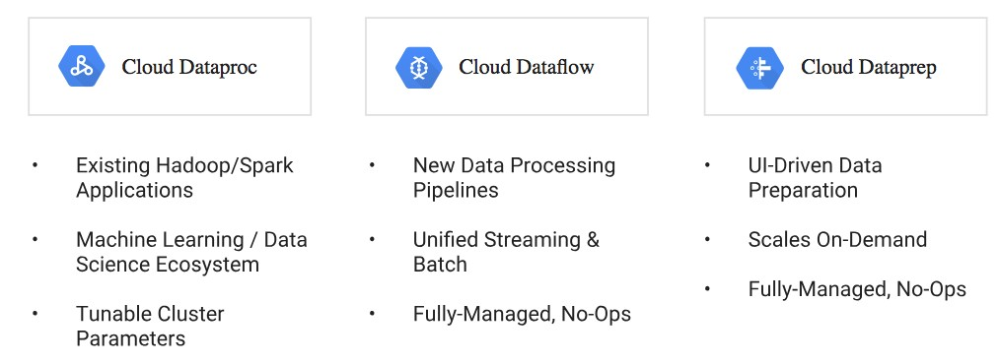 Cloud Dataproc
• Existing Hadoop/Spark
Applications
• Machine Learning / Data
Science Ecosystem
• Tunable Cluster
Parameters
Cloud Dataflow
• New Data Processing
Pipelines
• Unified Streaming &
Batch
• Fully-Managed, No-Ops
Cloud Dataprep
• UI-Driven Data
Preparation
• Scales On-Demand
• Fully-Managed, No-Ops